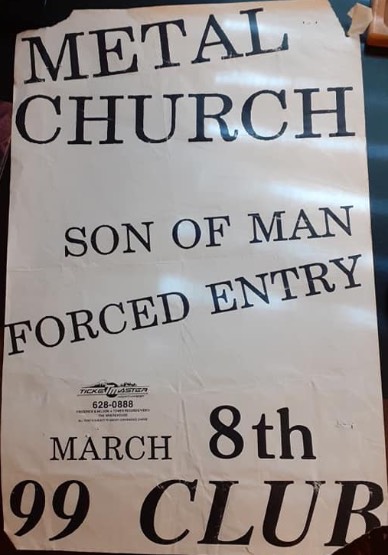 METAL
CHURCH
SON OF MAN
FORCED ENTRY
TICKETMASTER
628-0888
MARCH 8th
99 CLUB